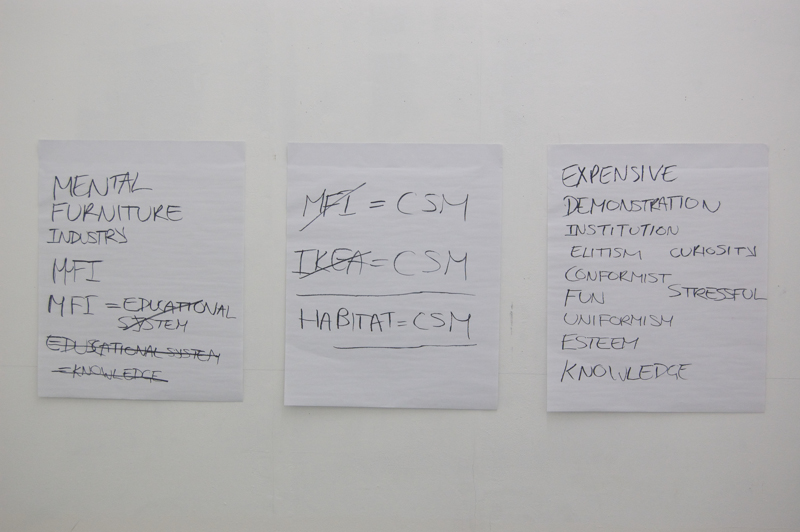 MENTAL
FURNITURE
INDUSTRY
MFI
MFI = EDUCATIONAL
SYSTEM
EDUCATIONAL SYSTEM
= KNOWLEDGE
MFI = CSM
IKEA = CSM
HABITAT = CSM
EXPENSIVE
DEMONSTRATION
INSTITUTION
ELITISM CURIOSITY
CONFORMIST
FUN STRESSFUL
UNIFORMISM
ESTEEM
KNOWLEDGE